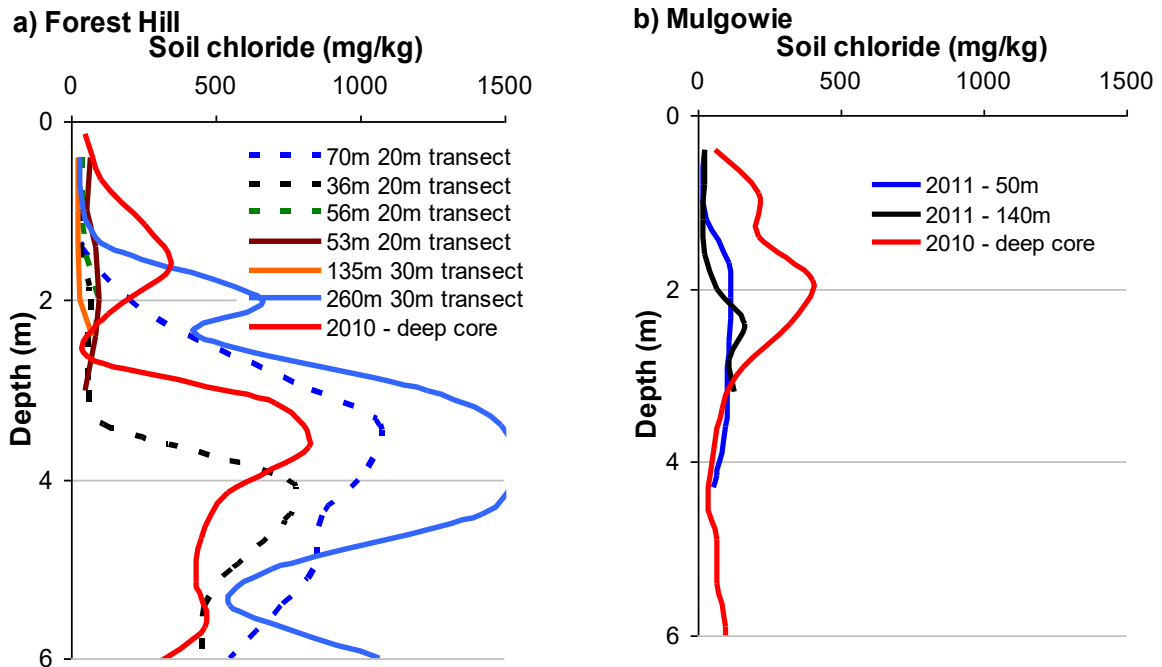 a) Forest Hill
Soil chloride (mg/kg)
0 500 1000 1500
0
2
4
6
Depth (m)
70m 20m transect
36m 20m transect
56m 20m transect
53m 20m transect
135m 30m transect
260m 30m transect
2010 - deep core
b) Mulgowie
Soil chloride (mg/kg)
0 500 1000 1500
0
2
4
6
Depth (m)
2011 - 50m
2011 - 140m
2010 - deep core